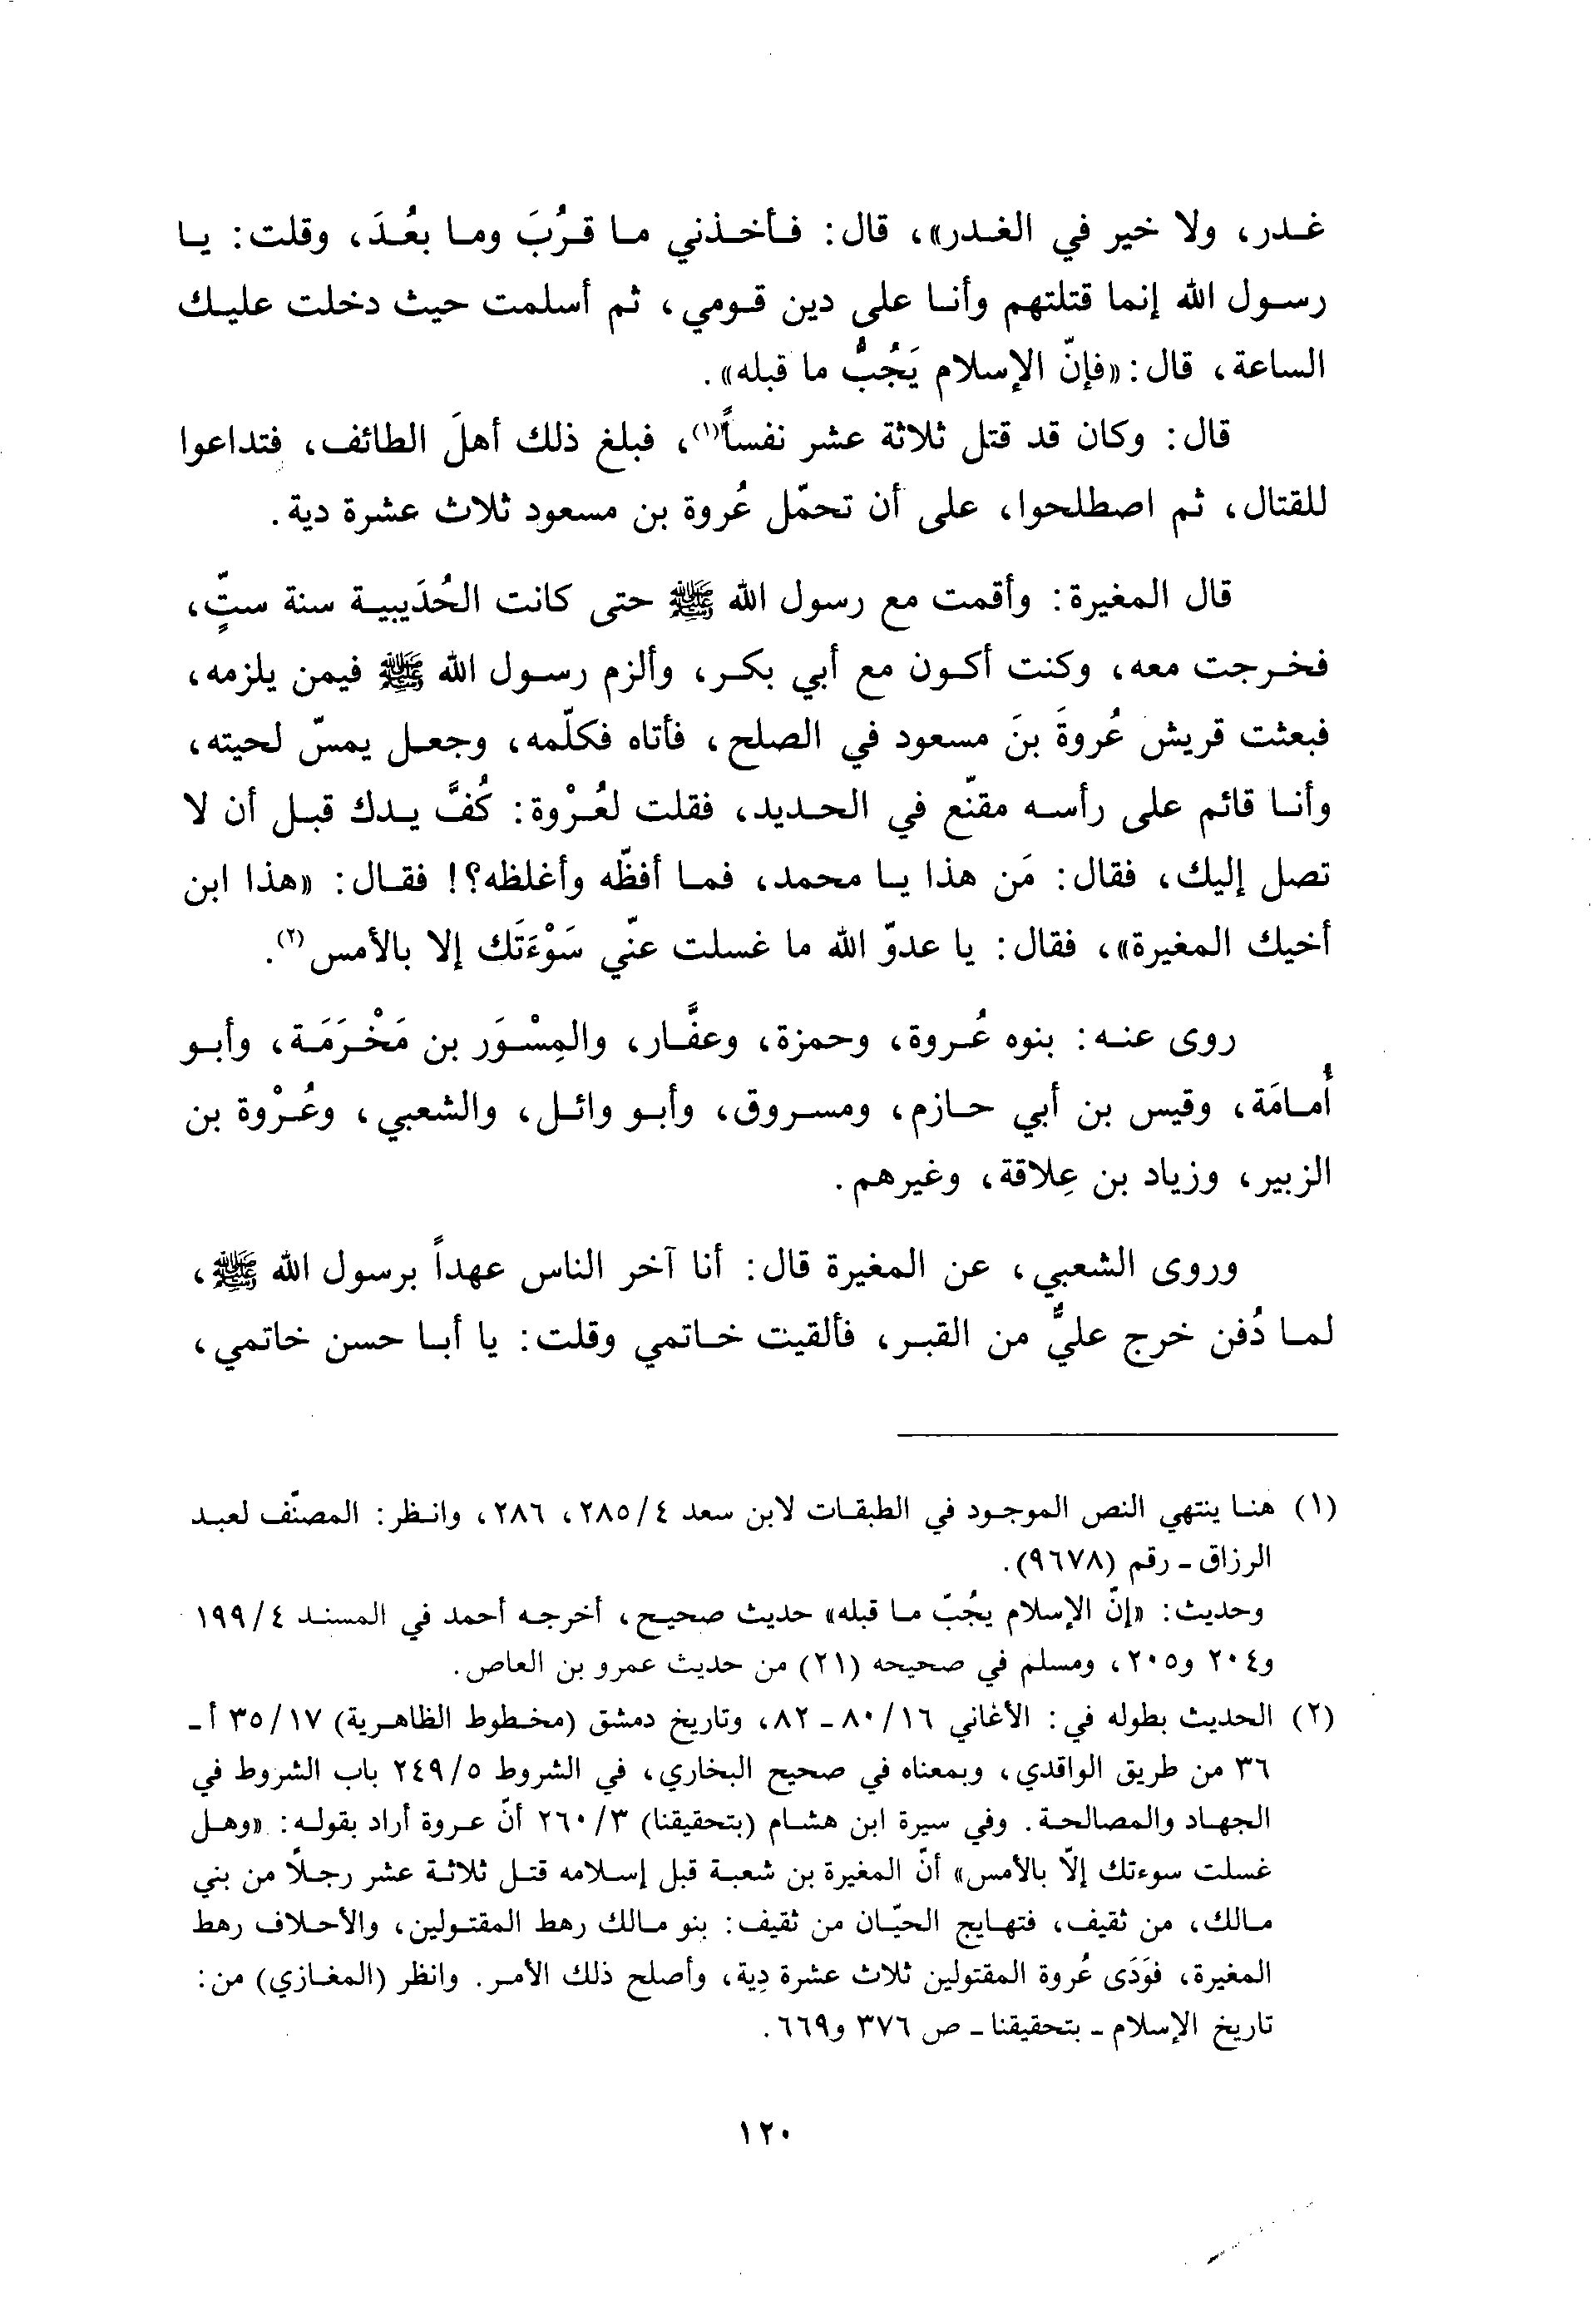 غدر، ولا خير في الغدر»، قال: فأخذني ما قرُبَ وما بعُدَ، وقلت: يا
رسول الله إنما قتلتهم وأنا على دين قومي، ثم أسلمت حيث دخلت عليك
الساعة، قال: «فإنّ الإسلام يَجُبُّ ما قبله».
قال: وكان قد قتل ثلاثة عشر نفساً(١)، فبلغ ذلك أهلَ الطائف، فتداعوا
للقتال، ثم اصطلحوا، على أن تحمّل عُروة بن مسعود ثلاث عشرة دية.
قال المغيرة: وأقمت مع رسول الله ﷺ حتى كانت الحُدَيبية سنة ستٍّ،
فخرجت معه، وكنت أكون مع أبي بكر، وألزم رسول الله ﷺ فيمن يلزمه،
فبعثت قريش عُروةَ بنَ مسعود في الصلح، فأتاه فكلّمه، وجعل يمسّ لحيته،
وأنا قائم على رأسه مقنّع في الحديد، فقلت لعُرْوة: كُفَّ يدك قبل أن لا
تصل إليك، فقال: مَن هذا يا محمد، فما أفظّه وأغلظه؟! فقال: «هذا ابن
أخيك المغيرة»، فقال: يا عدوّ الله ما غسلت عنّي سَوْءَتَك إلا بالأمس(٢).
روى عنه: بنوه عُروة، وحمزة، وعفَّار، والمِسْوَر بن مَخْرَمَة، وأبو
أُمامَة، وقيس بن أبي حازم، ومسروق، وأبو وائل، والشعبي، وعُرْوة بن
الزبير، وزياد بن عِلاقة، وغيرهم.
وروى الشعبي، عن المغيرة قال: أنا آخر الناس عهداً برسول الله ﷺ،
لما دُفن خرج عليٌّ من القبر، فألقيت خاتمي وقلت: يا أبا حسن خاتمي،
(١) هنا ينتهي النص الموجود في الطبقات لابن سعد ٢٨٥/٤، ٢٨٦، وانظر: المصنّف لعبد
الرزاق - رقم (٩٦٧٨).
وحديث: «إنّ الإسلام يجُبّ ما قبله» حديث صحيح، أخرجه أحمد في المسند ١٩٩/٤
و٢٠٤ و٢٠٥، ومسلم في صحيحه (٢١) من حديث عمرو بن العاص.
(٢) الحديث بطوله في: الأغاني ٨٠/١٦ - ٨٢، وتاريخ دمشق (مخطوط الظاهرية) ٣٥/١٧ أ -
٣٦ من طريق الواقدي، وبمعناه في صحيح البخاري، في الشروط ٢٤٩/٥ باب الشروط في
الجهاد والمصالحة. وفي سيرة ابن هشام (بتحقيقنا) ٢٦٠/٣ أنّ عروة أراد بقوله: «وهل
غسلت سوءتك إلّا بالأمس» أنّ المغيرة بن شعبة قبل إسلامه قتل ثلاثة عشر رجلاً من بني
مالك، من ثقيف، فتهايج الحيّان من ثقيف: بنو مالك رهط المقتولين، والأحلاف رهط
المغيرة، فوَدَى عُروة المقتولين ثلاث عشرة دِية، وأصلح ذلك الأمر. وانظر (المغازي) من:
تاريخ الإسلام - بتحقيقنا - ص ٣٧٦ و٦٦٩.
١٢٠